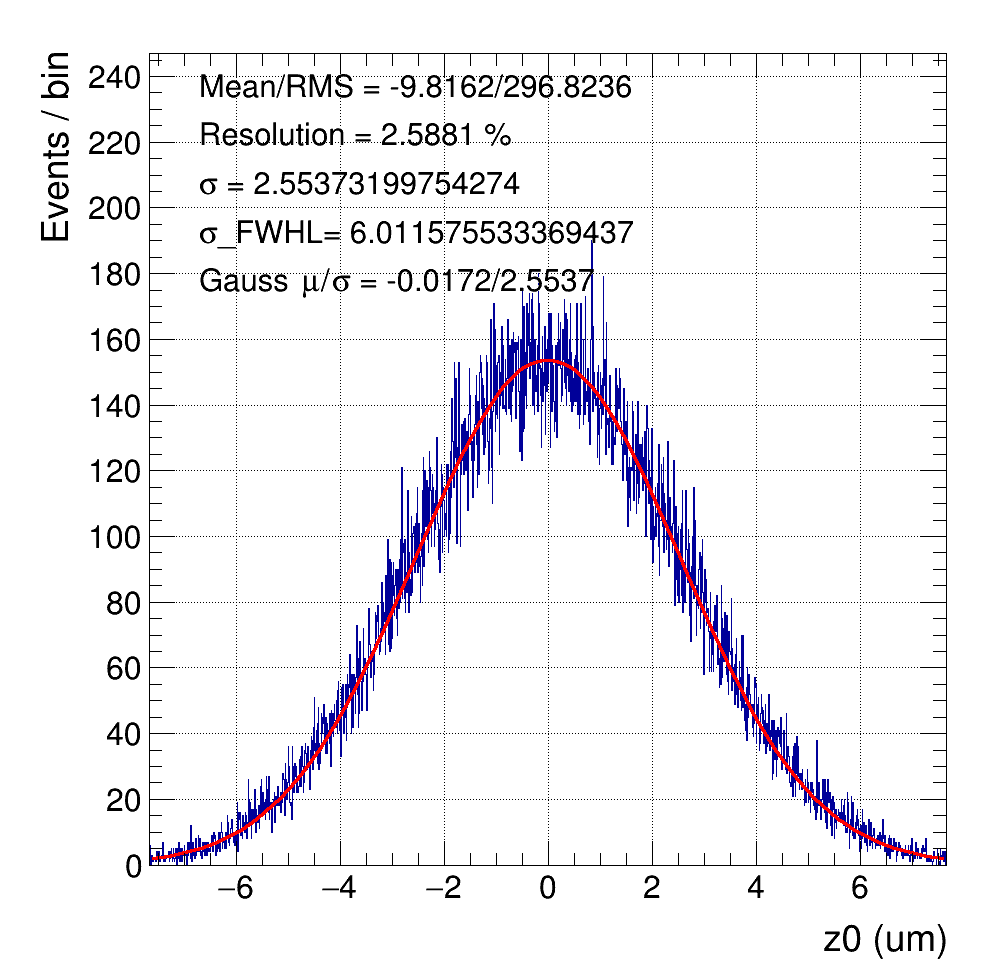 Events / bin
240
220
200
180
160
140
120
100
80
60
40
20
0
Mean/RMS = -9.8162/296.8236
Resolution = 2.5881 %
σ = 2.55373199754274
σ_FWHL= 6.011575533369437
Gauss μ/σ = -0.0172/2.5537
−6 −4 −2 0 2 4 6
z0 (um)